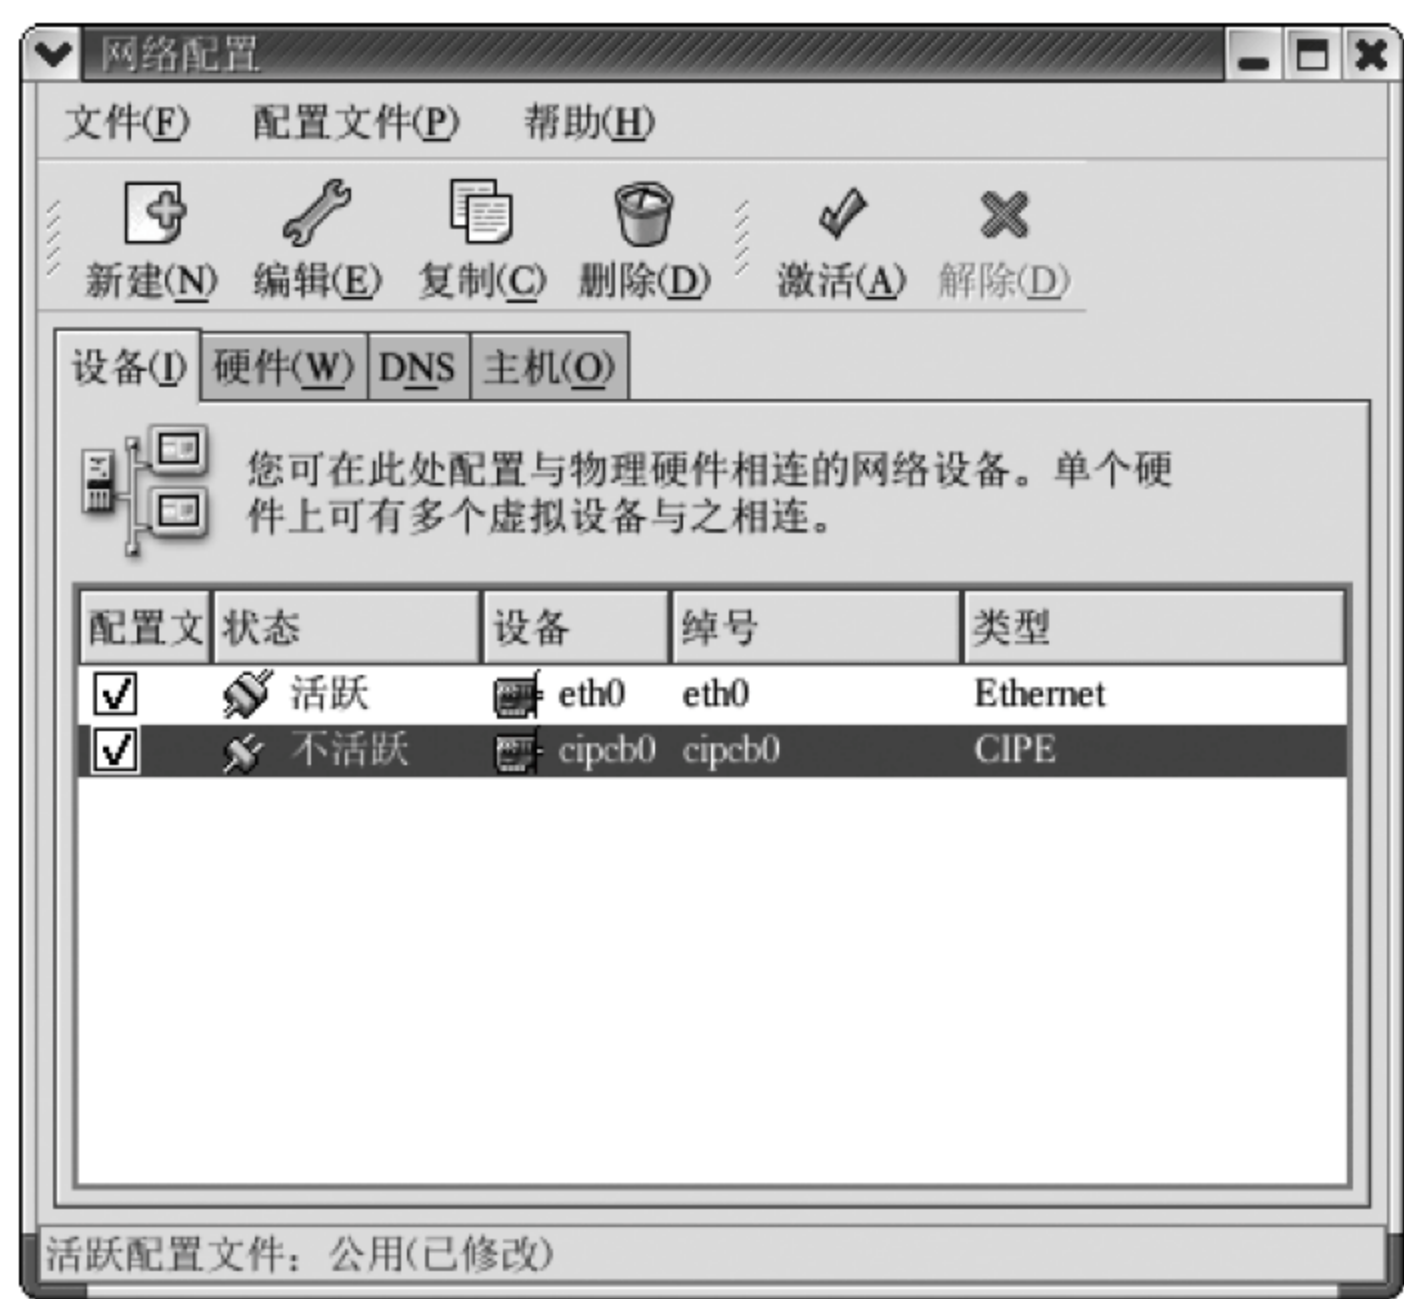 网络配置
文件(F) 配置文件(P) 帮助(H)
新建(N) 编辑(E) 复制(C) 删除(D) 激活(A) 解除(D)
设备(I) 硬件(W) DNS 主机(O)
您可在此处配置与物理硬件相连的网络设备。单个硬
件上可有多个虚拟设备与之相连。
配置文 状态 设备 绰号 类型
活跃 eth0 eth0 Ethernet
不活跃 cipcb0 cipcb0 CIPE
活跃配置文件：公用(已修改)